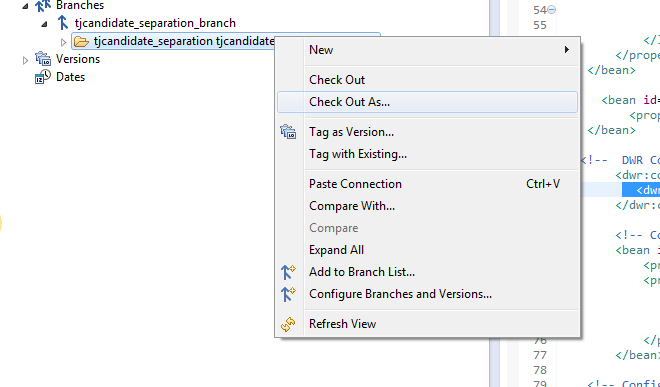 Branches
tjcandidate_separation_branch
tjcandidate_separation tjcandidate
Versions
Dates
New
Check Out
Check Out As...
Tag as Version...
Tag with Existing...
Paste Connection Ctrl+V
Compare With...
Compare
Expand All
Add to Branch List...
Configure Branches and Versions...
Refresh View
54
55
</prope
</bean>
<bean id=
<prop
</bean>
<!-- DWR Co
<dwr:co
<dwr
</dwr:c
<!-- Co
<bean i
<pr
<pr
76 </p
77 </bean
78
79 <!-- Config